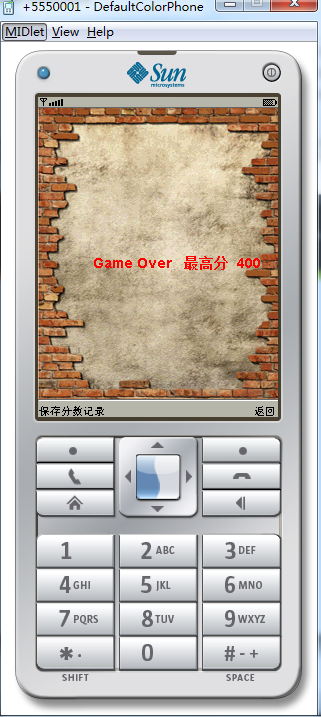 +5550001 - DefaultColorPhone
MIDlet View Help
Sun
microsystems
Game Over 最高分 400
保存分数记录 返回
1 2 ABC 3 DEF
4 GHI 5 JKL 6 MNO
7 PQRS 8 TUV 9 WXYZ
* . 0 # - +
SHIFT SPACE